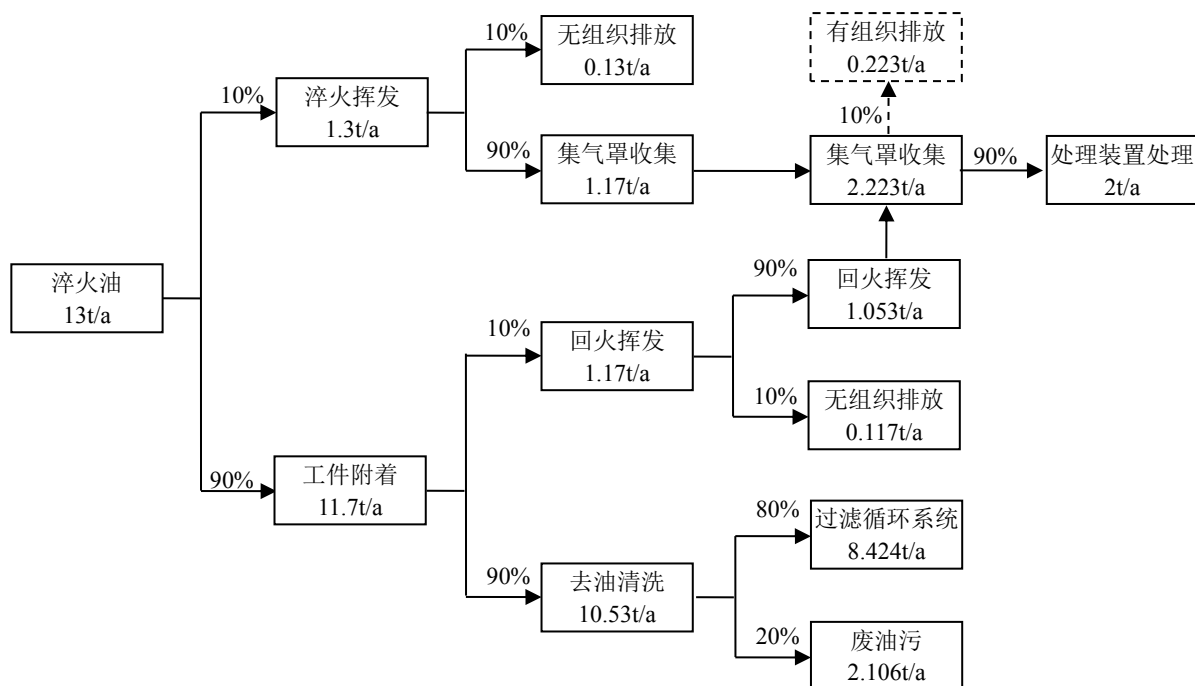 10%
无组织排放
0.13t/a
有组织排放
0.223t/a
10%
淬火挥发
1.3t/a
10%
90%
集气罩收集
1.17t/a
集气罩收集
2.223t/a
90%
处理装置处理
2t/a
淬火油
13t/a
90%
回火挥发
1.053t/a
10%
回火挥发
1.17t/a
10%
无组织排放
0.117t/a
90%
工件附着
11.7t/a
80%
过滤循环系统
8.424t/a
90%
去油清洗
10.53t/a
20%
废油污
2.106t/a